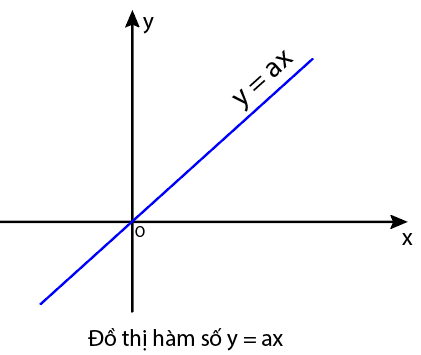 y
y = ax
O
x
Đồ thị hàm số y = ax